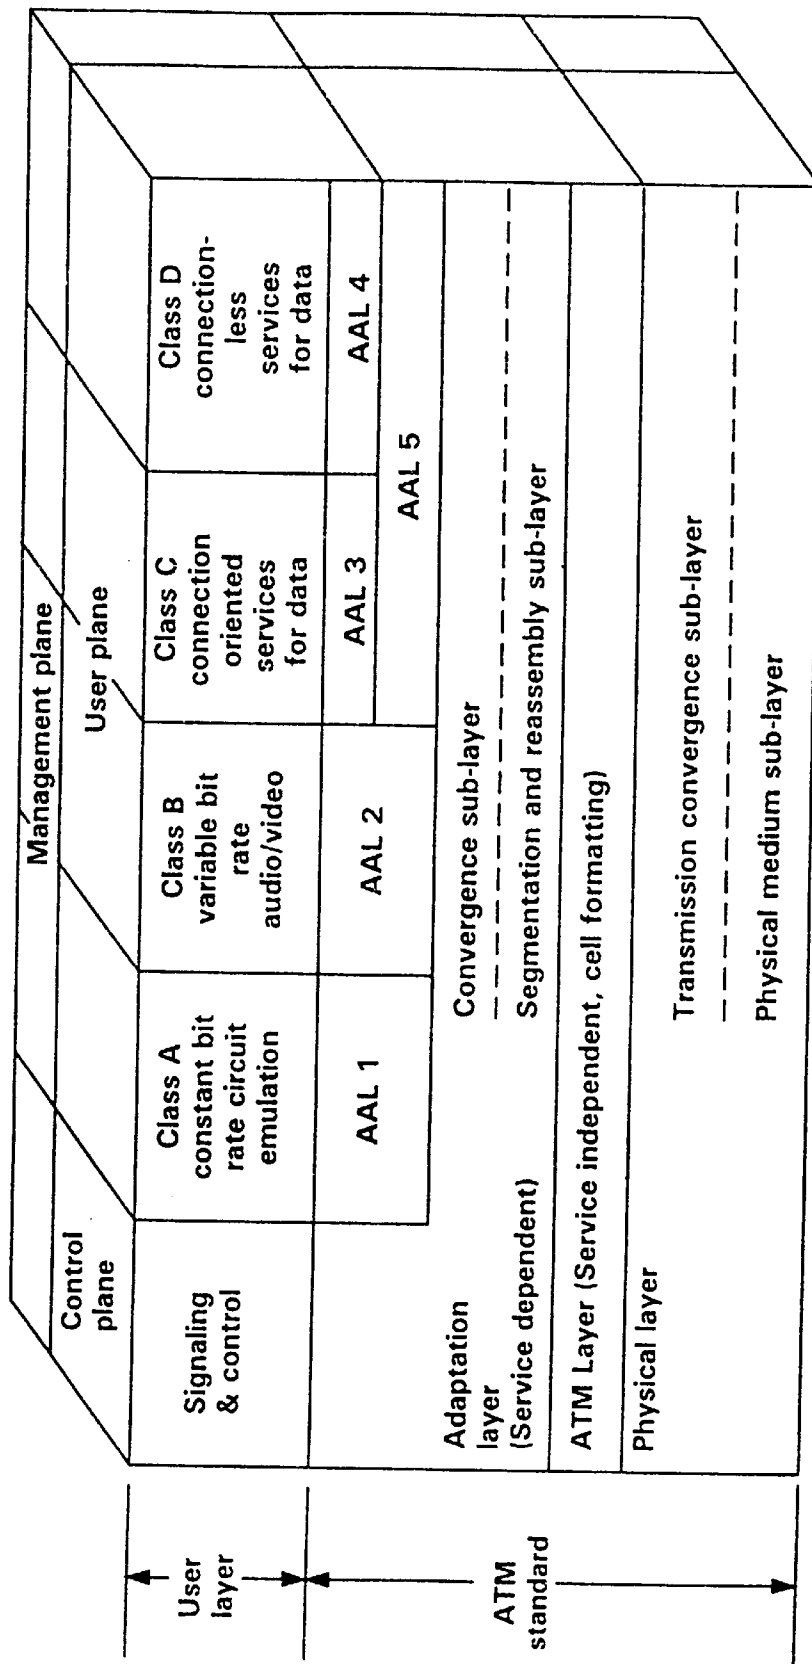 Management plane
User plane
Control
plane
User
layer
Signaling
& control
Class A
constant bit
rate circuit
emulation
Class B
variable bit
rate
audio/video
Class C
connection
oriented
services
for data
Class D
connection-
less
services
for data
AAL 1
AAL 2
AAL 3
AAL 4
AAL 5
ATM
standard
Adaptation
layer
(Service dependent)
Convergence sub-layer
Segmentation and reassembly sub-layer
ATM Layer (Service independent, cell formatting)
Physical layer
Transmission convergence sub-layer
Physical medium sub-layer